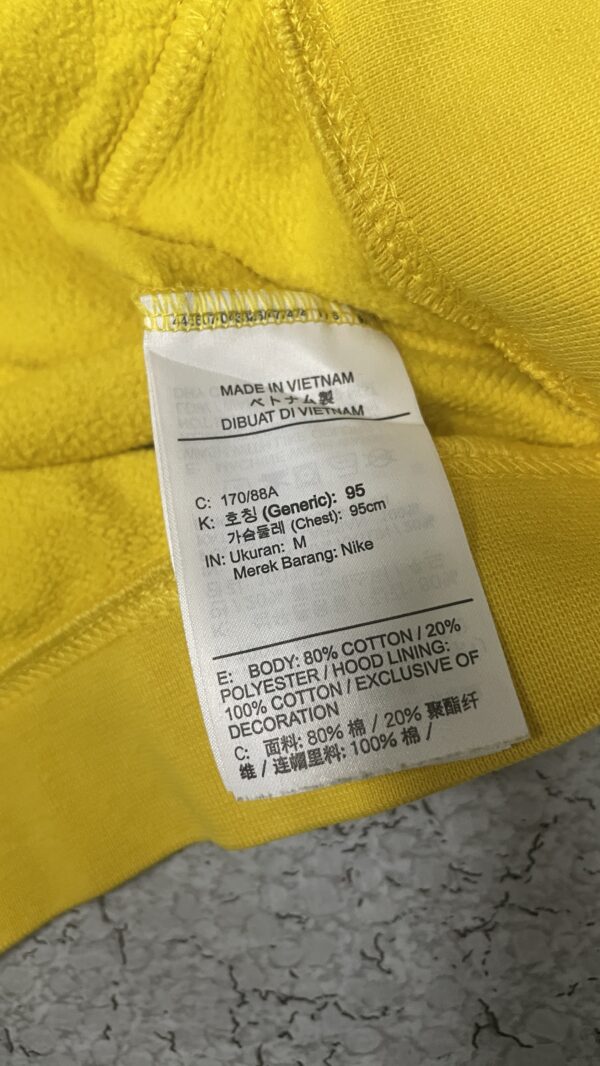 MADE IN VIETNAM
ベトナム製
DIBUAT DI VIETNAM
C: 170/88A
K: 호칭 (Generic): 95
가슴둘레 (Chest): 95cm
IN: Ukuran: M
Merek Barang: Nike
E: BODY: 80% COTTON / 20%
POLYESTER / HOOD LINING:
100% COTTON / EXCLUSIVE OF
DECORATION
C: 面料: 80% 棉 / 20% 聚酯纤
维 / 连帽里料: 100% 棉 /